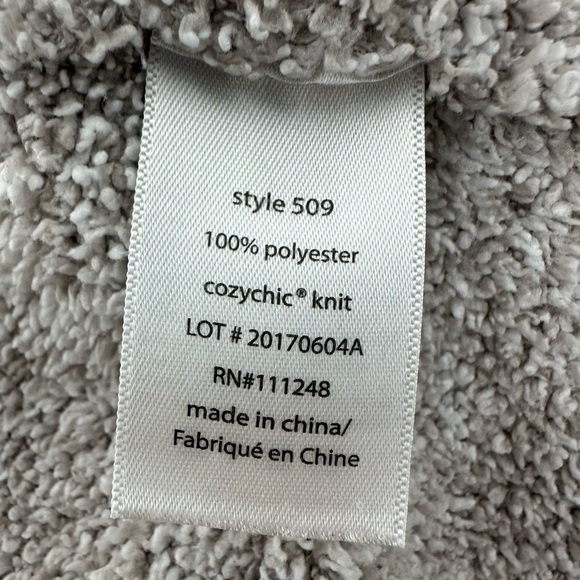 style 509
100% polyester
cozychic® knit
LOT # 20170604A
RN#111248
made in china/
Fabriqué en Chine